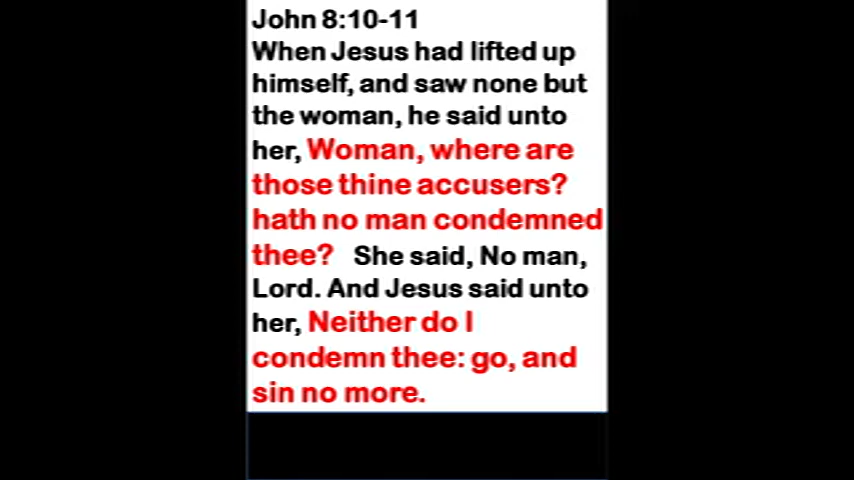 John 8:10-11
When Jesus had lifted up
himself, and saw none but
the woman, he said unto
her, Woman, where are
those thine accusers?
hath no man condemned
thee? She said, No man,
Lord. And Jesus said unto
her, Neither do I
condemn thee: go, and
sin no more.